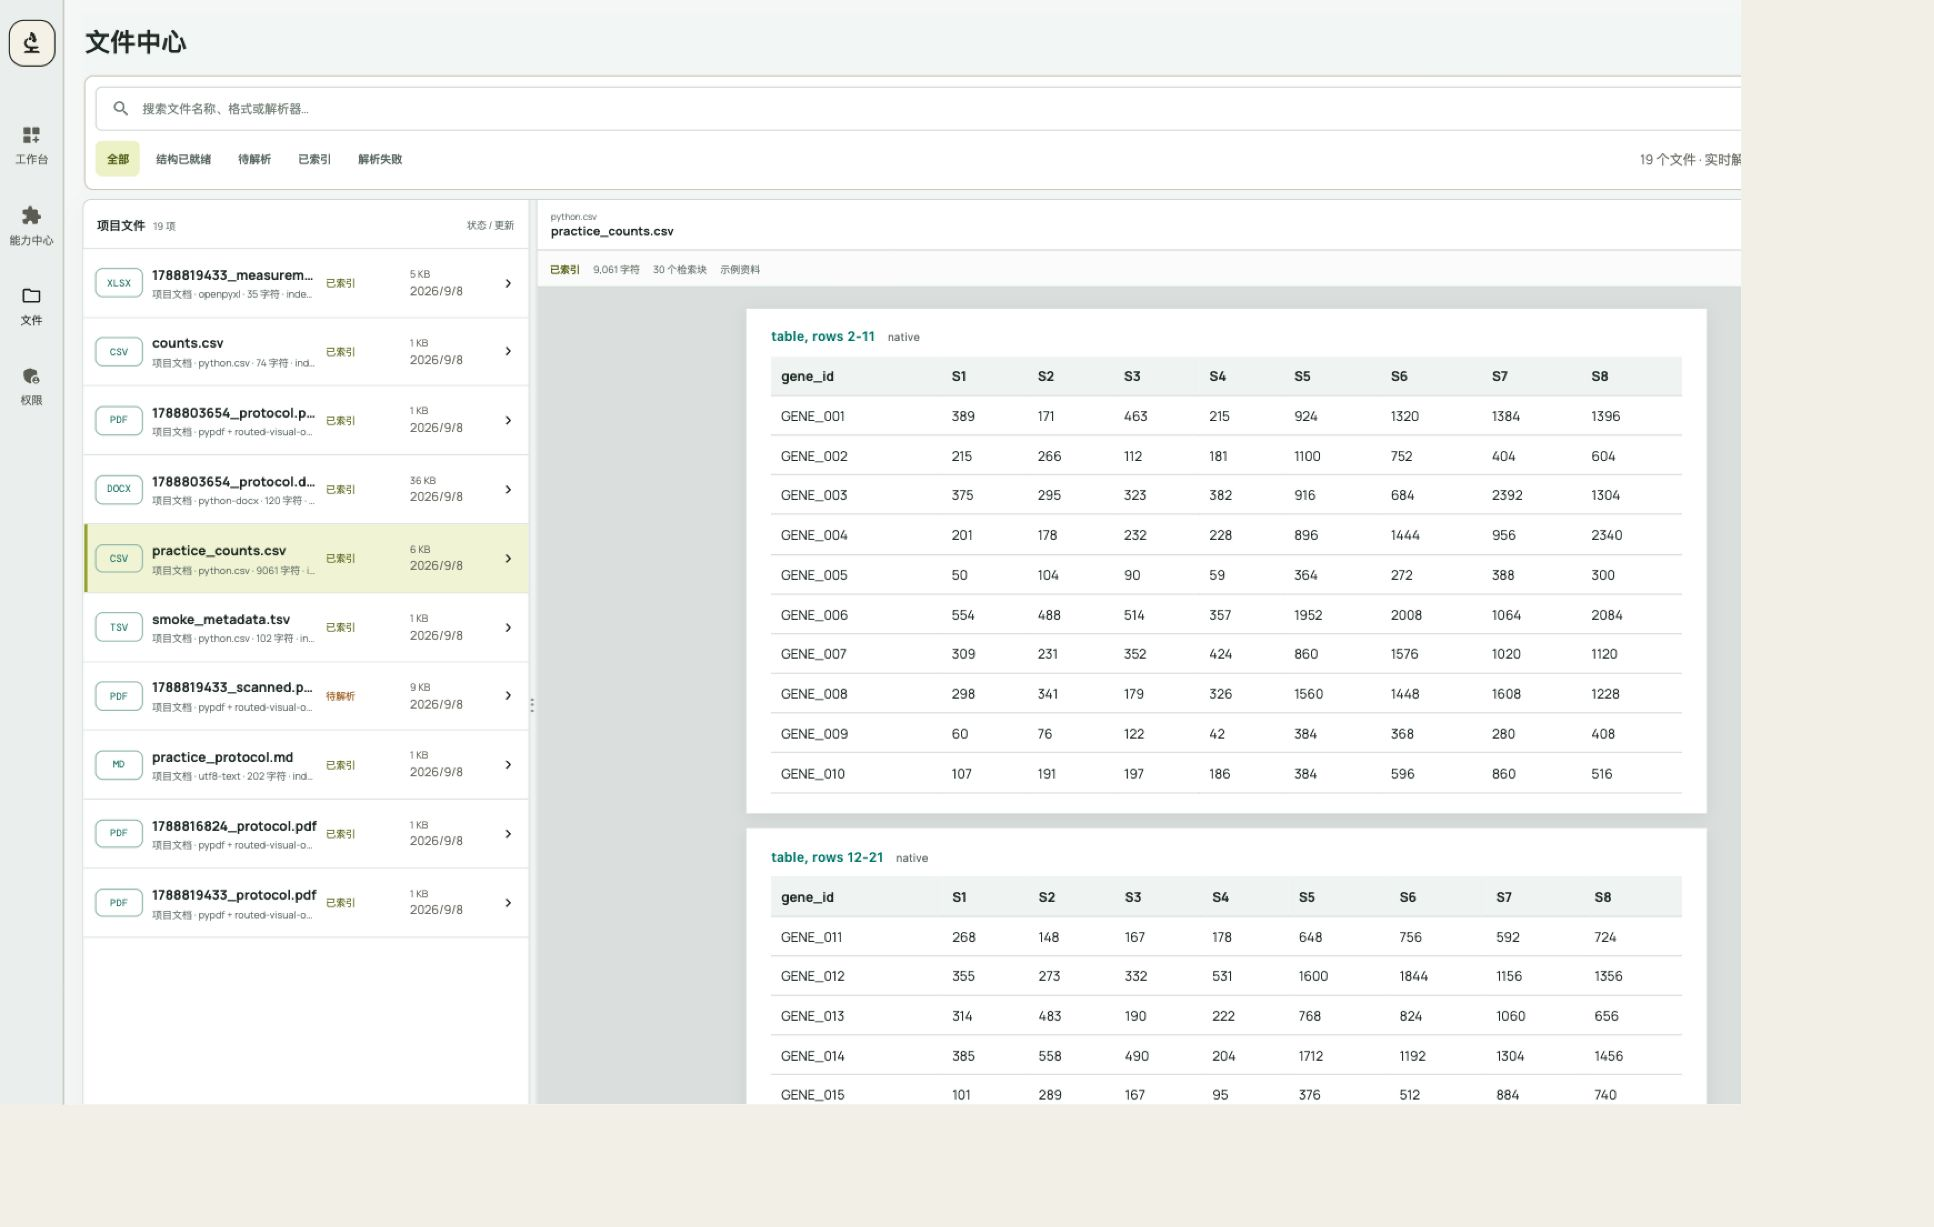 文件中心
工作台
能力中心
文件
权限
搜索文件名称、格式或解析器...
全部 结构已就绪 待解析 已索引 解析失败
19 个文件 · 实时解
项目文件 19 项 状态 / 更新
XLSX 1788819433_measurem... 已索引 5 KB
项目文档 · openpyxl · 35 字符 · inde... 2026/9/8
CSV counts.csv 已索引 1 KB
项目文档 · python.csv · 74 字符 · ind... 2026/9/8
PDF 1788803654_protocol.p... 已索引 1 KB
项目文档 · pypdf + routed-visual-o... 2026/9/8
DOCX 1788803654_protocol.d... 已索引 36 KB
项目文档 · python-docx · 120 字符 · ... 2026/9/8
CSV practice_counts.csv 已索引 6 KB
项目文档 · python.csv · 9061 字符 · i... 2026/9/8
TSV smoke_metadata.tsv 已索引 1 KB
项目文档 · python.csv · 102 字符 · in... 2026/9/8
PDF 1788819433_scanned.p... 待解析 9 KB
项目文档 · pypdf + routed-visual-o... 2026/9/8
MD practice_protocol.md 已索引 1 KB
项目文档 · utf8-text · 202 字符 · ind... 2026/9/8
PDF 1788816824_protocol.pdf 已索引 1 KB
项目文档 · pypdf + routed-visual-o... 2026/9/8
PDF 1788819433_protocol.pdf 已索引 1 KB
项目文档 · pypdf + routed-visual-o... 2026/9/8
python.csv
practice_counts.csv
已索引 9,061 字符 30 个检索块 示例资料
table, rows 2-11 native
gene_id S1 S2 S3 S4 S5 S6 S7 S8
GENE_001 389 171 463 215 924 1320 1384 1396
GENE_002 215 266 112 181 1100 752 404 604
GENE_003 375 295 323 382 916 684 2392 1304
GENE_004 201 178 232 228 896 1444 956 2340
GENE_005 50 104 90 59 364 272 388 300
GENE_006 554 488 514 357 1952 2008 1064 2084
GENE_007 309 231 352 424 860 1576 1020 1120
GENE_008 298 341 179 326 1560 1448 1608 1228
GENE_009 60 76 122 42 384 368 280 408
GENE_010 107 191 197 186 384 596 860 516
table, rows 12-21 native
gene_id S1 S2 S3 S4 S5 S6 S7 S8
GENE_011 268 148 167 178 648 756 592 724
GENE_012 355 273 332 531 1600 1844 1156 1356
GENE_013 314 483 190 222 768 824 1060 656
GENE_014 385 558 490 204 1712 1192 1304 1456
GENE_015 101 289 167 95 376 512 884 740